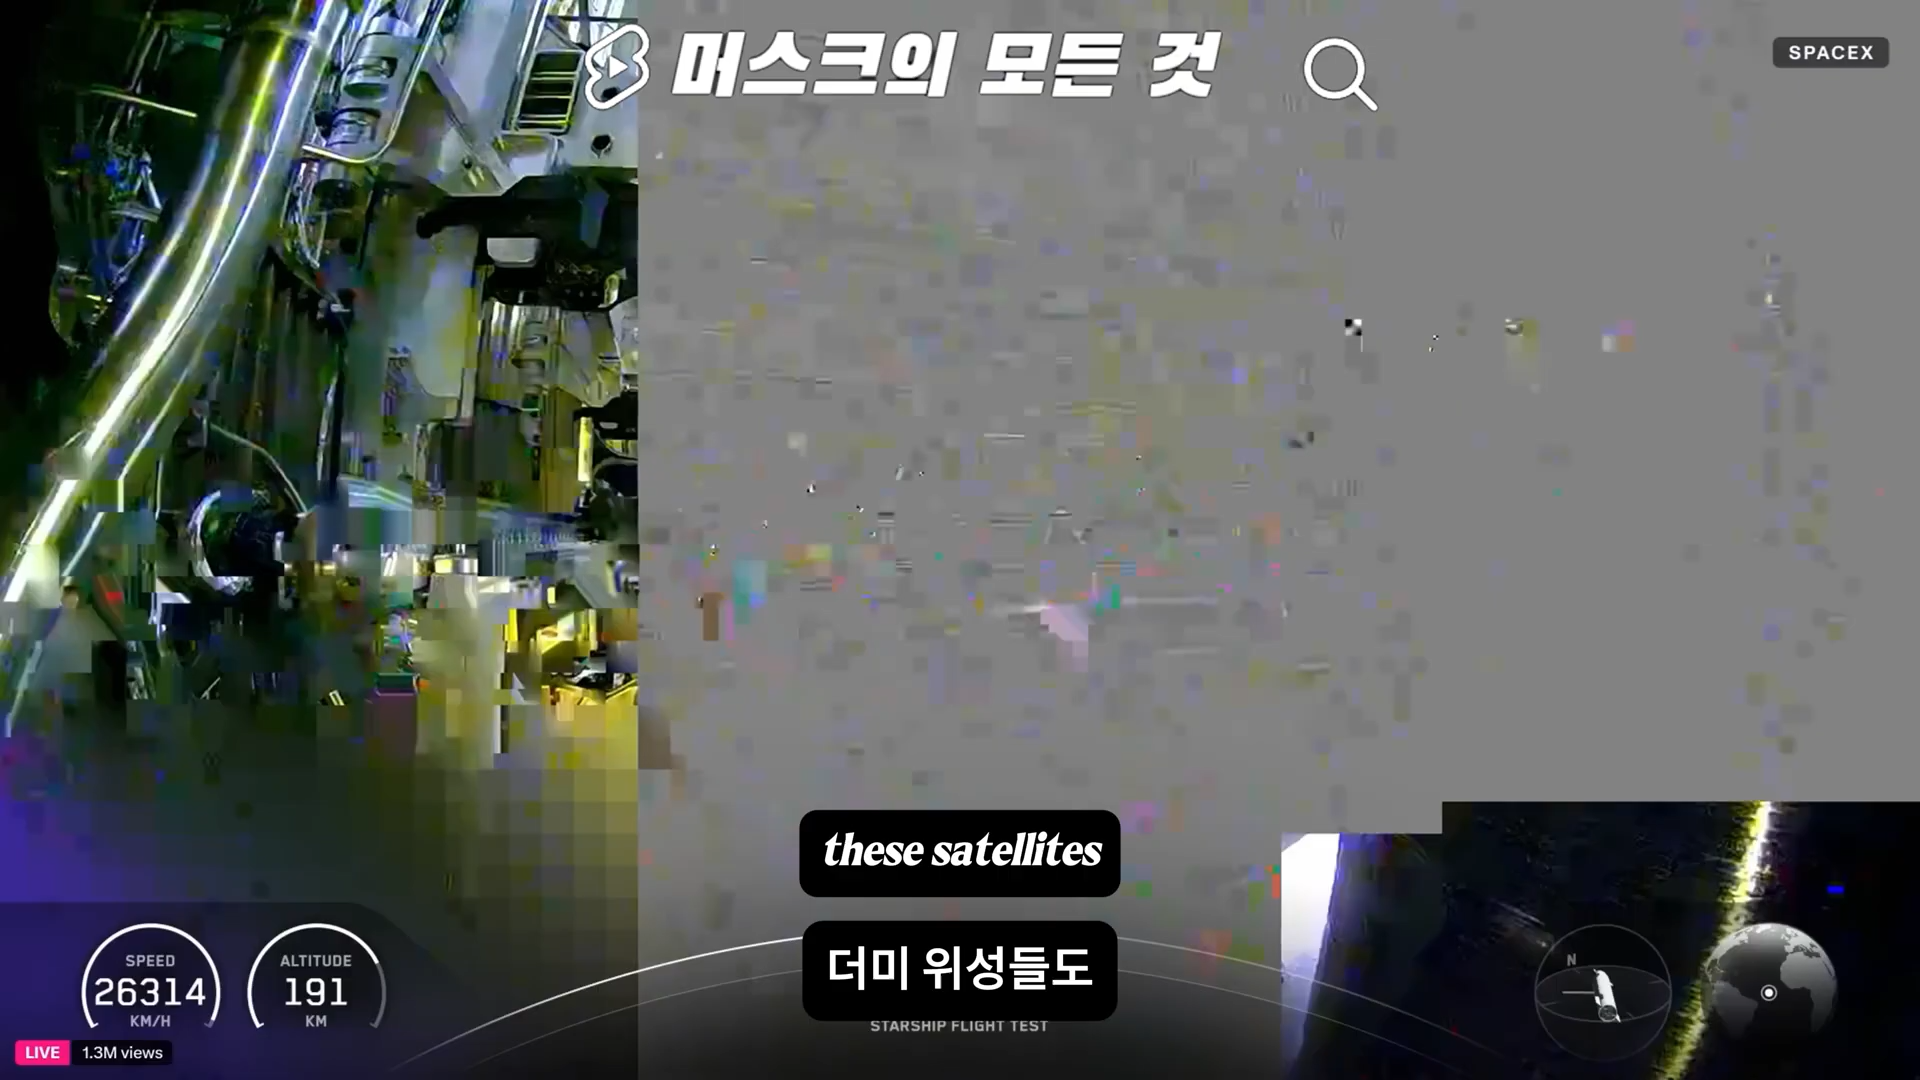 머스크의 모든 것
SPACEX
these satellites
더미 위성들도
SPEED
26314
KM/H
ALTITUDE
191
KM
STARSHIP FLIGHT TEST
N
LIVE 1.3M views